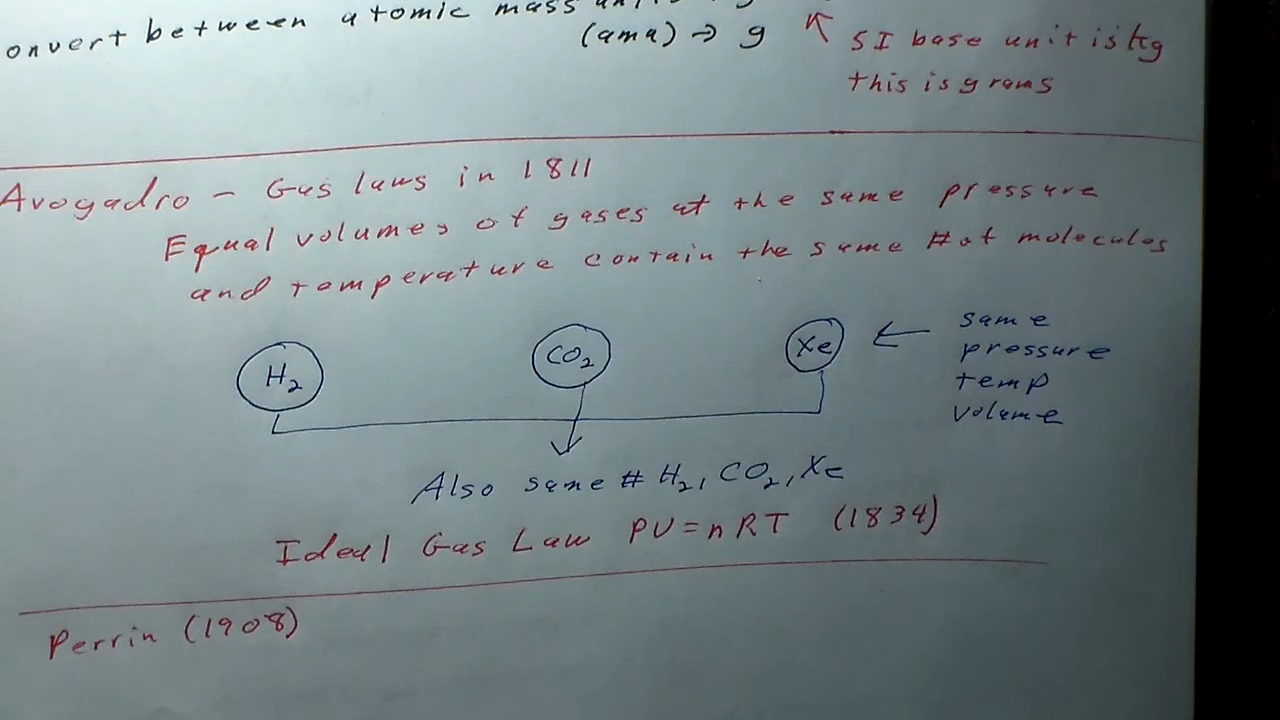 onvert between atomic mass
(amu) → g
SI base unit is kg
this is grams
Avogadro - Gas laws in 1811
Equal volumes of gases at the same pressure
and temperature contain the same # of molecules
H₂
CO₂
Xe
←
same
pressure
temp
volume
Also same # H₂, CO₂, Xe
Ideal Gas Law PV=nRT (1834)
Perrin (1908)